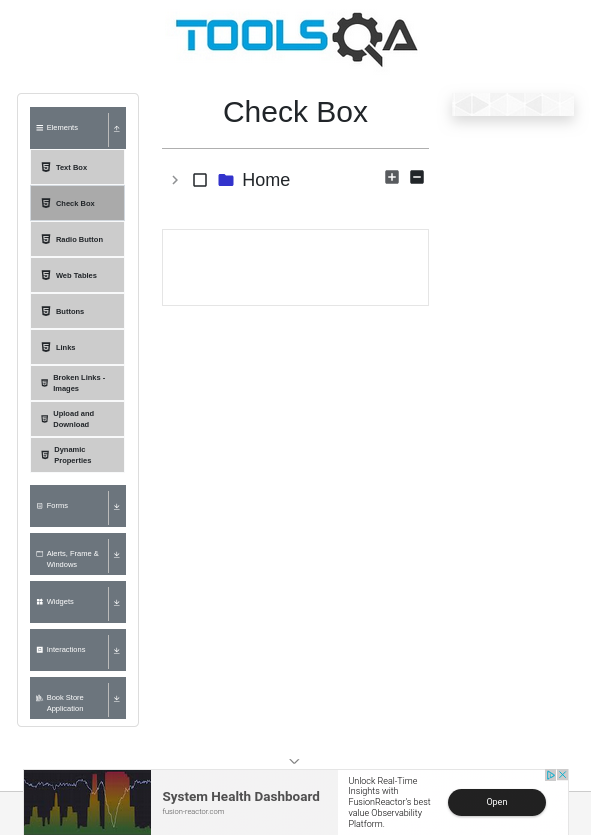 TOOLSQA
Check Box
Elements
Text Box
Check Box
Radio Button
Web Tables
Buttons
Links
Broken Links -
Images
Upload and
Download
Dynamic
Properties
Forms
Alerts, Frame &
Windows
Widgets
Interactions
Book Store
Application
Home
System Health Dashboard
fusion-reactor.com
Unlock Real-Time
Insights with
FusionReactor's best
value Observability
Platform.
Open